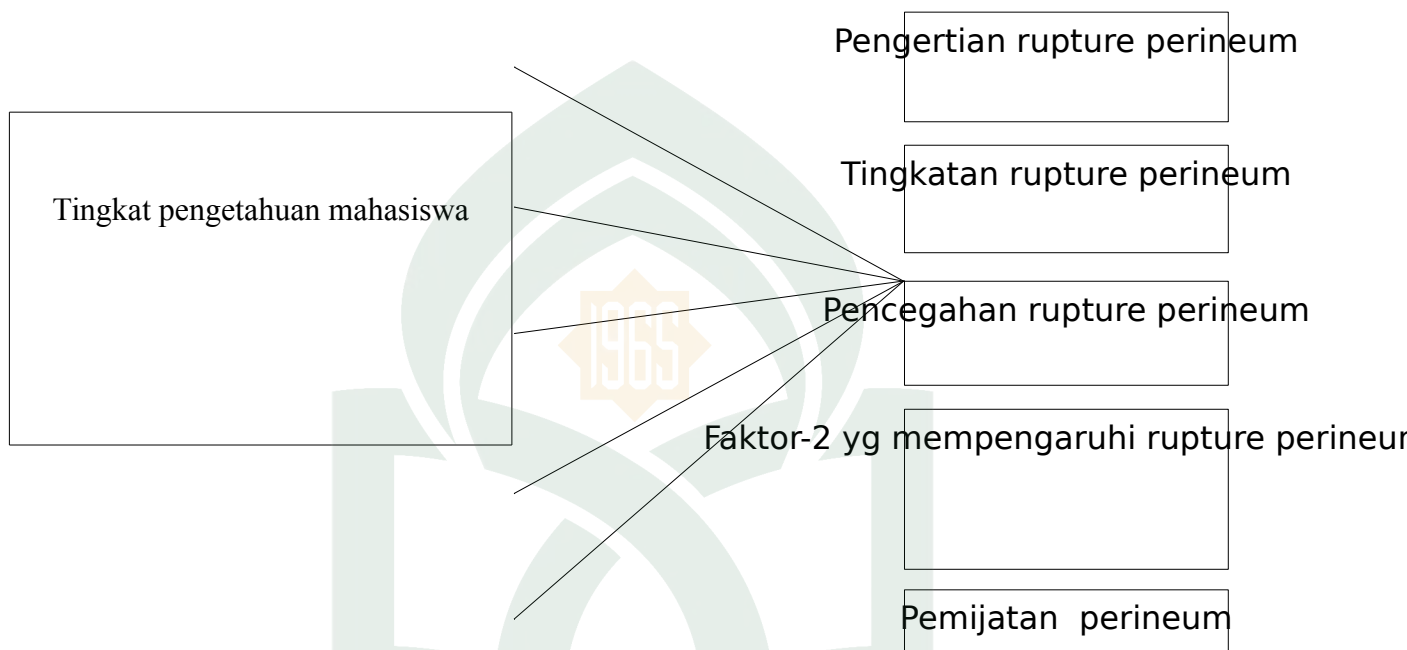 Pengertian rupture perineum
Tingkatan rupture perineum
Tingkat pengetahuan mahasiswa
1965
Pencegahan rupture perineum
Faktor-2 yg mempengaruhi rupture
Pemijatan perineum